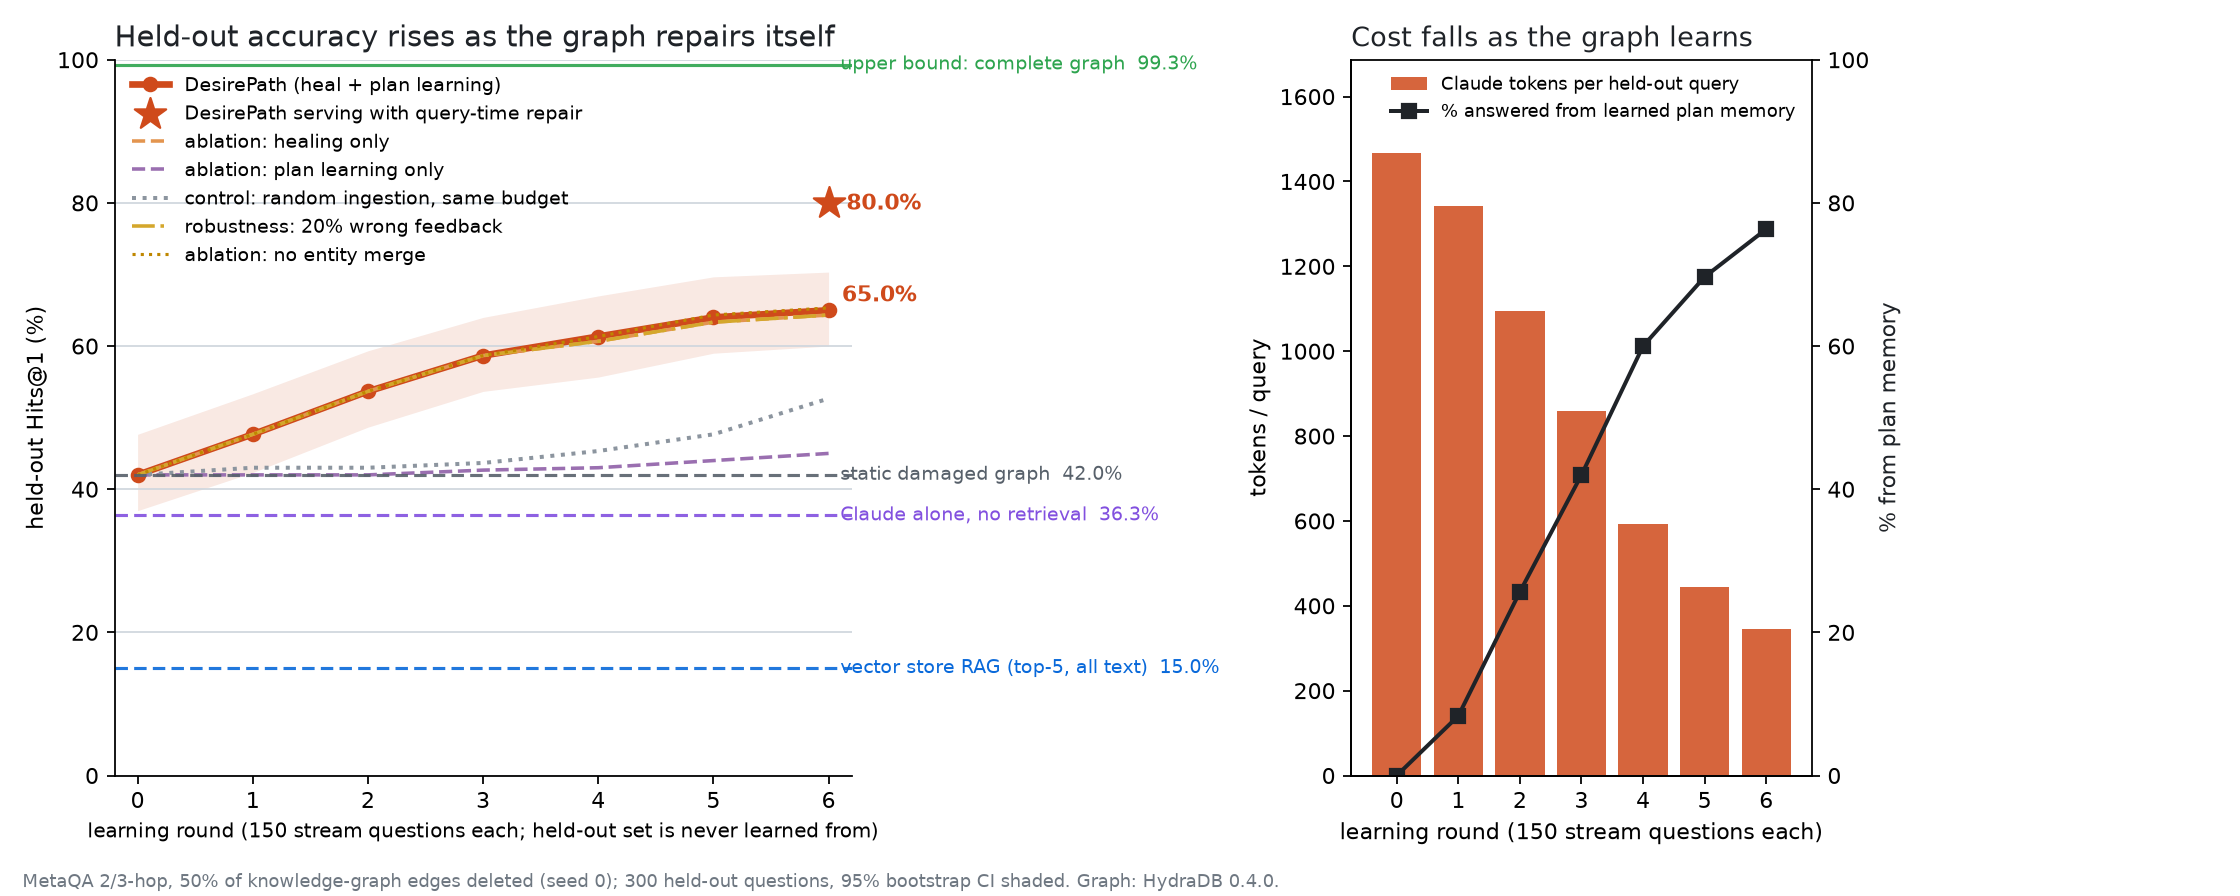 Held-out accuracy rises as the graph repairs itself
100
80
60
40
20
0
held-out Hits@1 (%)
DesirePath (heal + plan learning)
DesirePath serving with query-time repair
ablation: healing only
ablation: plan learning only
control: random ingestion, same budget
robustness: 20% wrong feedback
ablation: no entity merge
upper bound: complete graph 99.3%
80.0%
65.0%
static damaged graph 42.0%
Claude alone, no retrieval 36.3%
vector store RAG (top-5, all text) 15.0%
0 1 2 3 4 5 6
learning round (150 stream questions each; held-out set is never learned from)
Cost falls as the graph learns
Claude tokens per held-out query
% answered from learned plan memory
1600
1400
1200
1000
800
600
400
200
0
tokens / query
100
80
60
40
20
0
% from plan memory
0 1 2 3 4 5 6
learning round (150 stream questions each)
MetaQA 2/3-hop, 50% of knowledge-graph edges deleted (seed 0); 300 held-out questions, 95% bootstrap CI shaded. Graph: HydraDB 0.4.0.